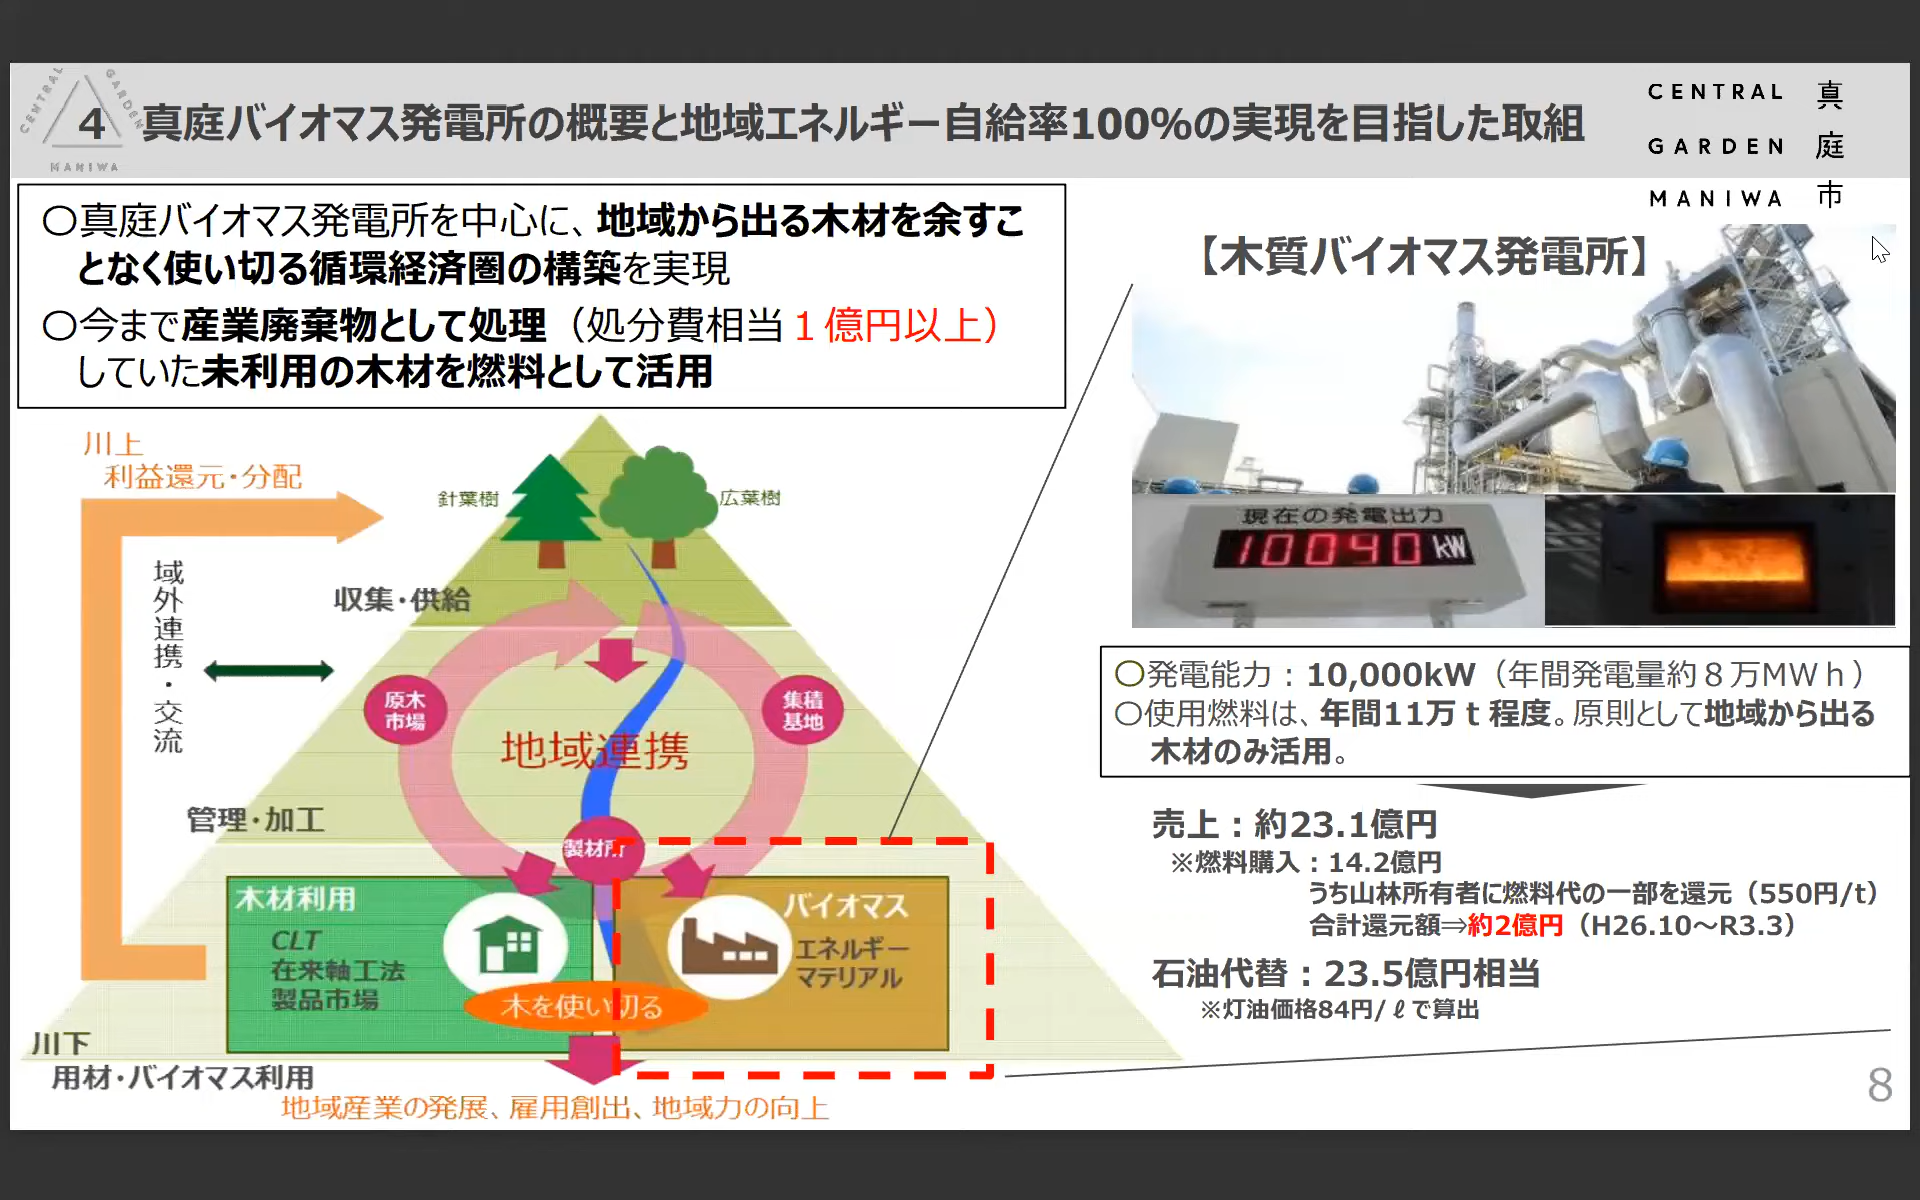 CENTRAL GARDEN MANIWA
4 真庭バイオマス発電所の概要と地域エネルギー自給率100%の実現を目指した取組
CENTRAL
GARDEN
MANIWA
真庭市
〇真庭バイオマス発電所を中心に、地域から出る木材を余すこ
となく使い切る循環経済圏の構築を実現
〇今まで産業廃棄物として処理（処分費相当１億円以上）
していた未利用の木材を燃料として活用
【木質バイオマス発電所】
現在の発電出力
10040kW
川上
利益還元・分配
針葉樹
広葉樹
域外連携・交流
収集・供給
原木
市場
集積
基地
地域連携
管理・加工
製材所
木材利用
CLT
在来軸工法
製品市場
バイオマス
エネルギー
マテリアル
木を使い切る
川下
用材・バイオマス利用
地域産業の発展、雇用創出、地域力の向上
〇発電能力：10,000kW（年間発電量約８万MWｈ）
〇使用燃料は、年間11万ｔ程度。原則として地域から出る
木材のみ活用。
売上：約23.1億円
※燃料購入：14.2億円
うち山林所有者に燃料代の一部を還元（550円/t）
合計還元額⇒約2億円（H26.10～R3.3）
石油代替：23.5億円相当
※灯油価格84円/ℓで算出
8